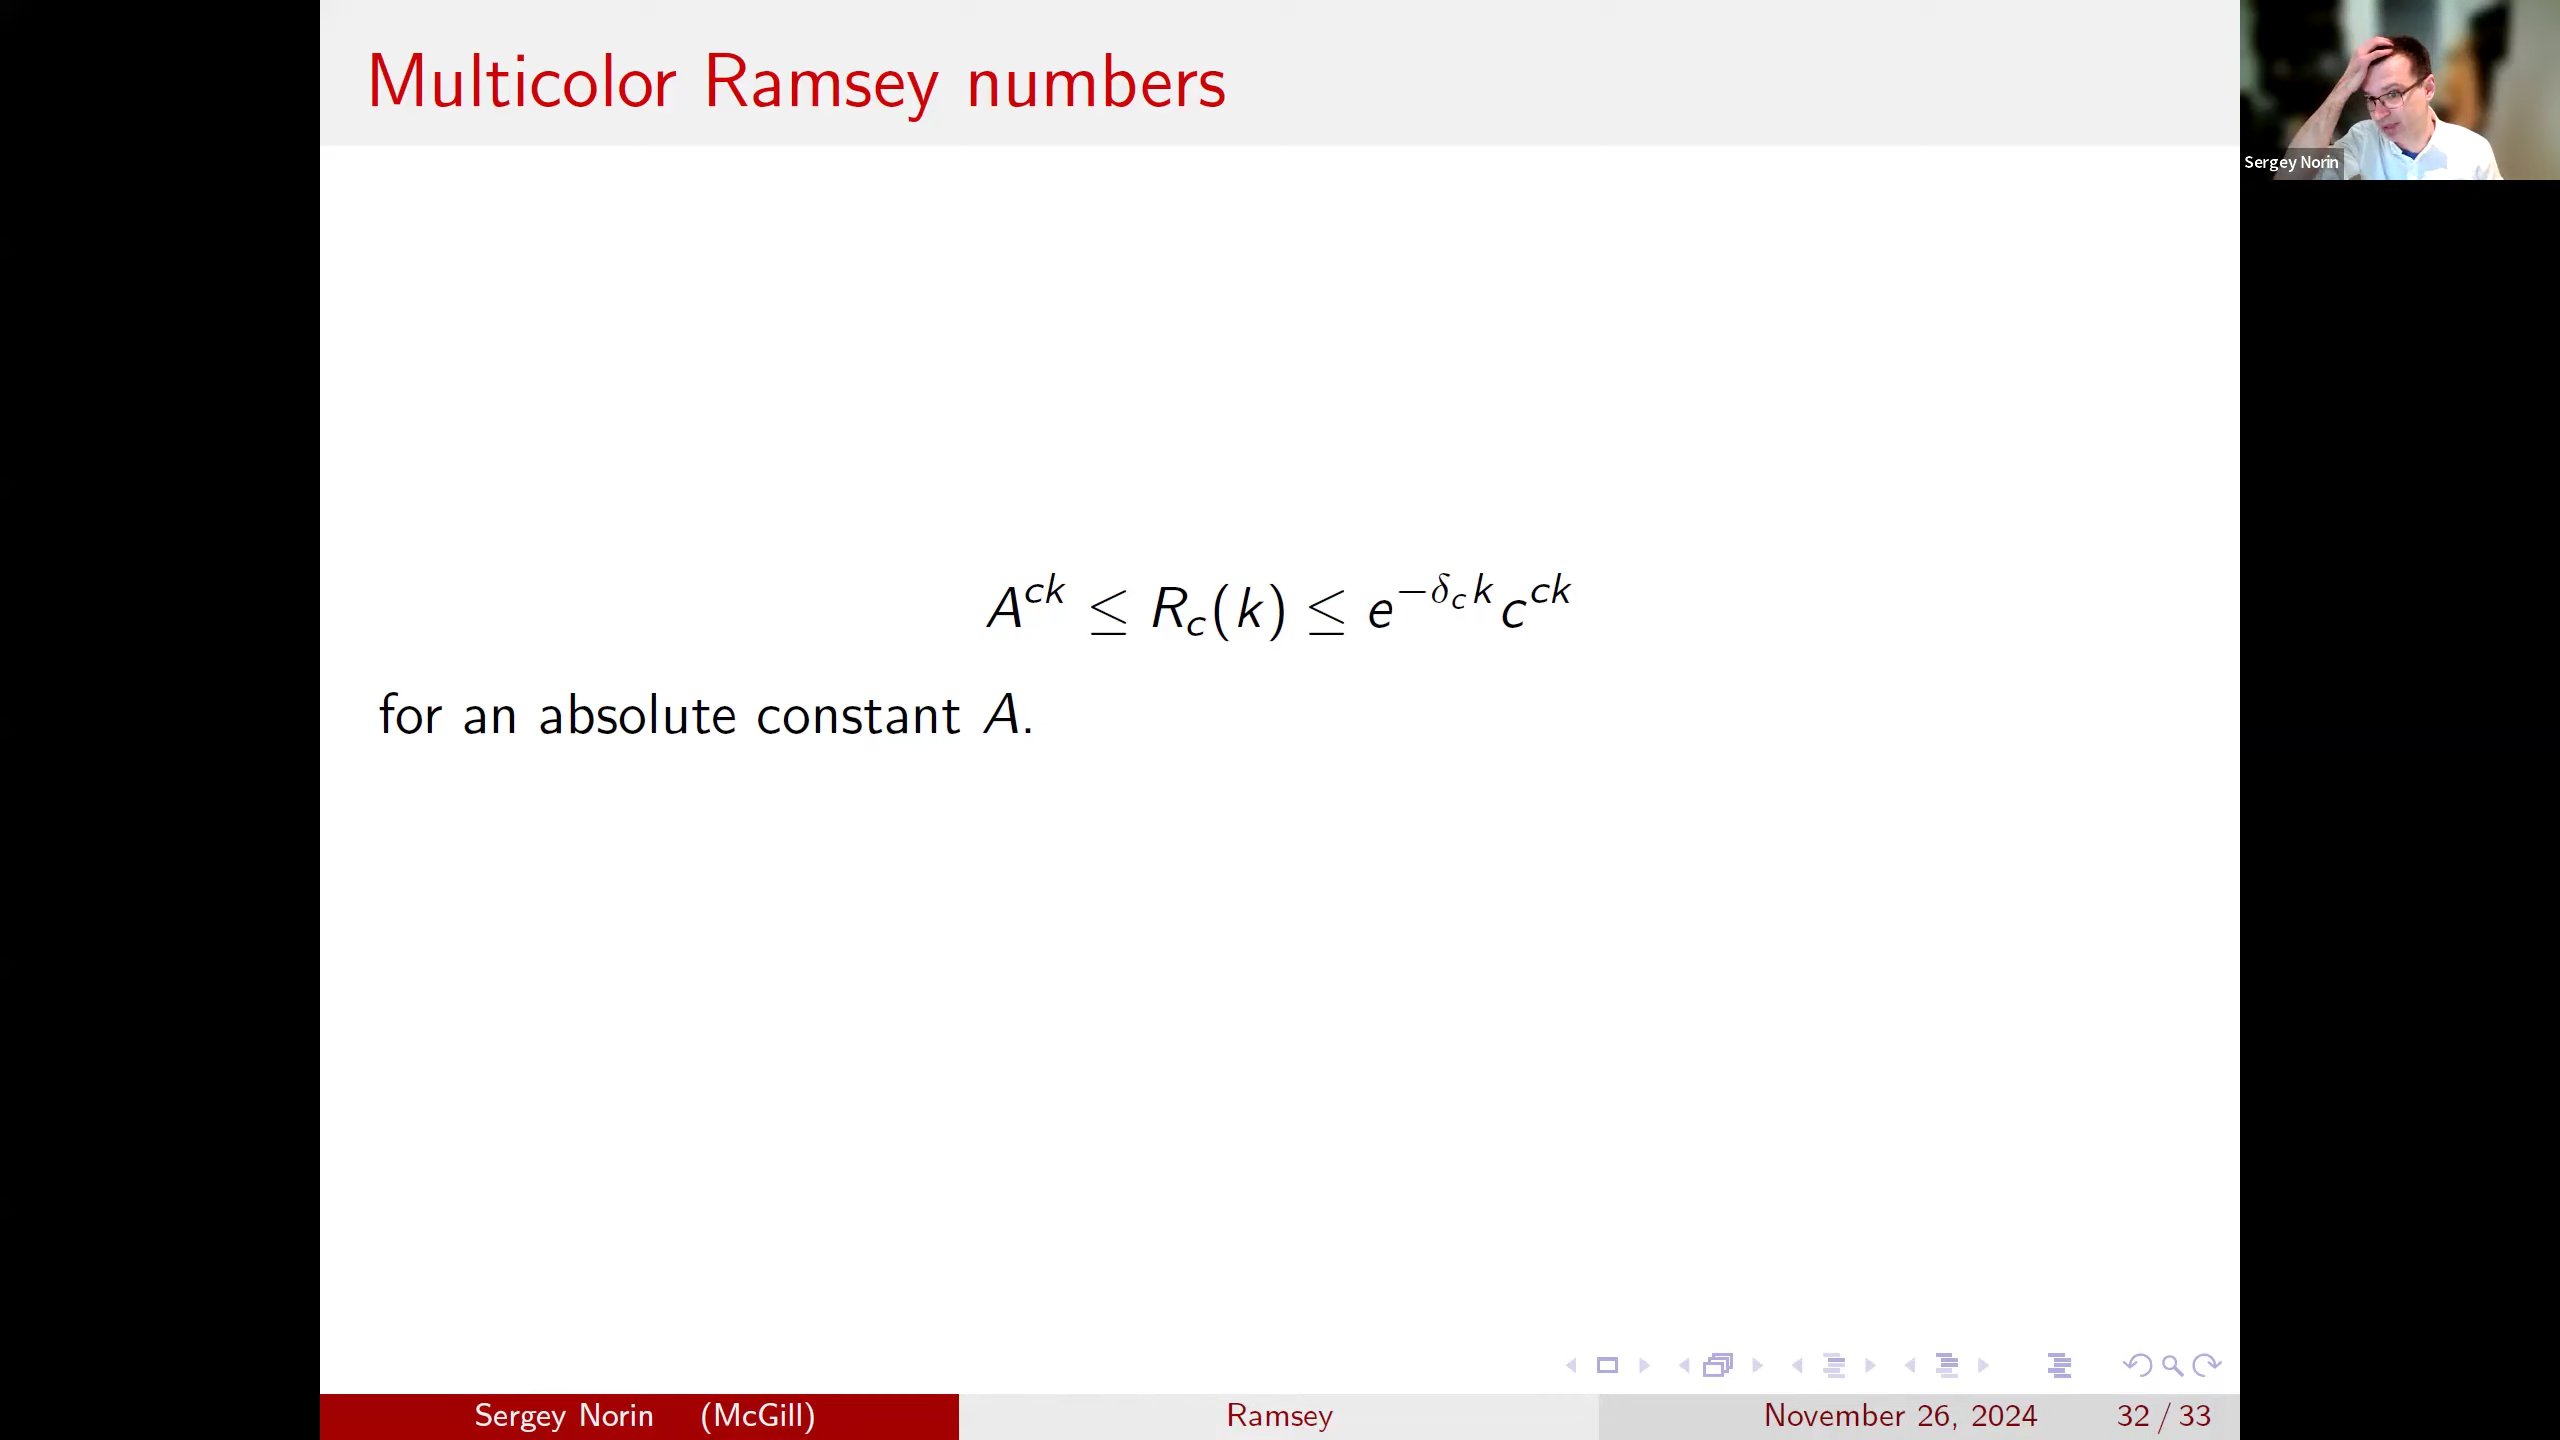 Multicolor Ramsey numbers
Sergey Norin
A^{ck} ≤ R_c(k) ≤ e^{−δ_c k} c^{ck}
for an absolute constant A.
Sergey Norin (McGill)
Ramsey
November 26, 2024
32 / 33